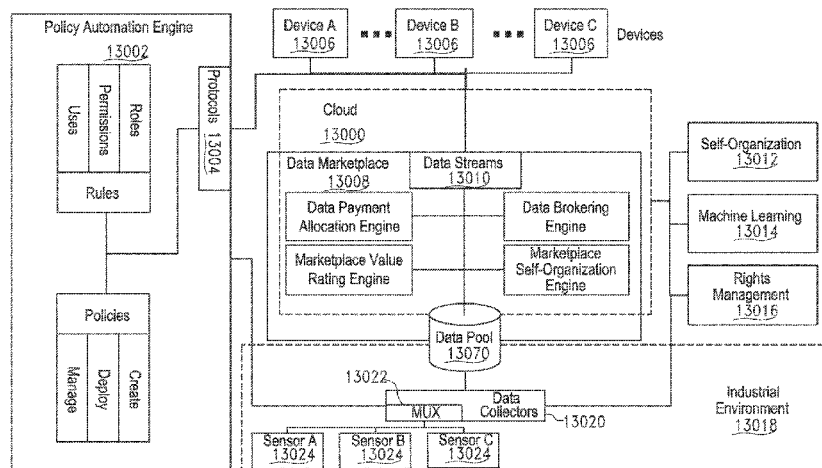 Policy Automation Engine
13002
Uses
Permissions
Roles
Rules
Policies
Manage
Deploy
Create
Protocols 13004
Device A
13006
Device B
13006
Device C
13006
Devices
Cloud
13000
Data Marketplace
13008
Data Streams
13010
Data Payment
Allocation Engine
Data Brokering
Engine
Marketplace Value
Rating Engine
Marketplace
Self-Organization
Engine
Data Pool
13070
Self-Organization
13012
Machine Learning
13014
Rights
Management
13016
13022
MUX
Data
Collectors
13020
Sensor A
13024
Sensor B
13024
Sensor C
13024
Industrial
Environment
13018